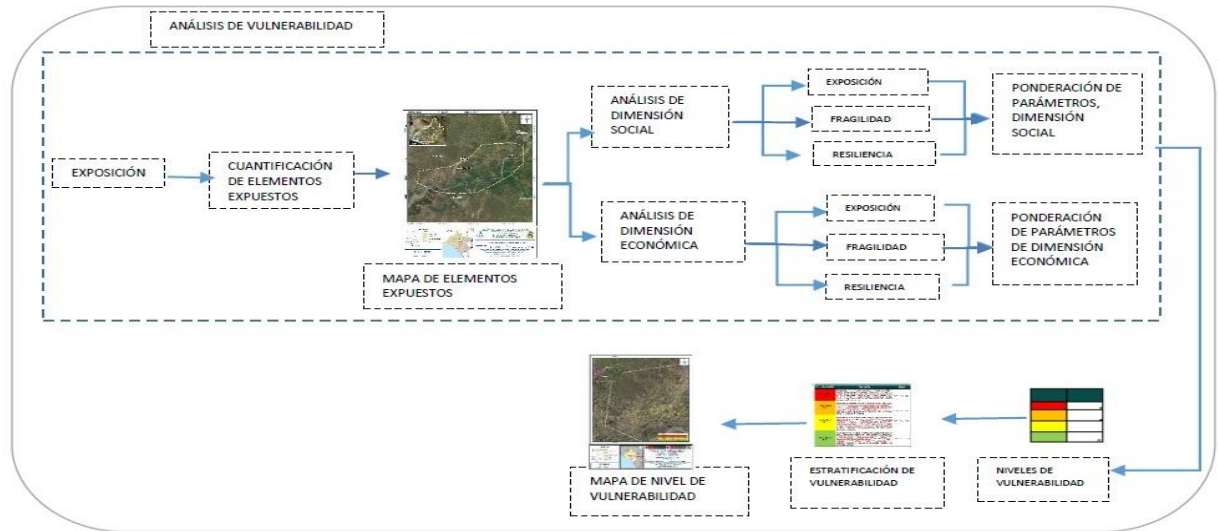 ANÁLISIS DE VULNERABILIDAD
EXPOSICIÓN
CUANTIFICACIÓN
DE ELEMENTOS
EXPUESTOS
MAPA DE ELEMENTOS
EXPUESTOS
ANÁLISIS DE
DIMENSIÓN
SOCIAL
EXPOSICIÓN
FRAGILIDAD
RESILIENCIA
PONDERACIÓN DE
PARÁMETROS,
DIMENSIÓN
SOCIAL
ANÁLISIS DE
DIMENSIÓN
ECONÓMICA
EXPOSICIÓN
FRAGILIDAD
RESILIENCIA
PONDERACIÓN
DE PARÁMETROS
DE DIMENSIÓN
ECONÓMICA
MAPA DE NIVEL DE
VULNERABILIDAD
ESTRATIFICACIÓN DE
VULNERABILIDAD
NIVELES DE
VULNERABILIDAD